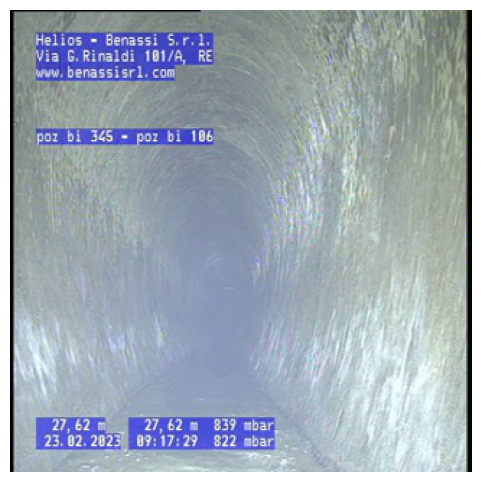 Helios - Benassi S.r.l.
Via G.Rinaldi 101/A, RE
www.benassisrl.com
poz bi 345 - poz bi 106
27,62 m 27,62 m 839 mbar
23.02.2023 09:17:29 822 mbar